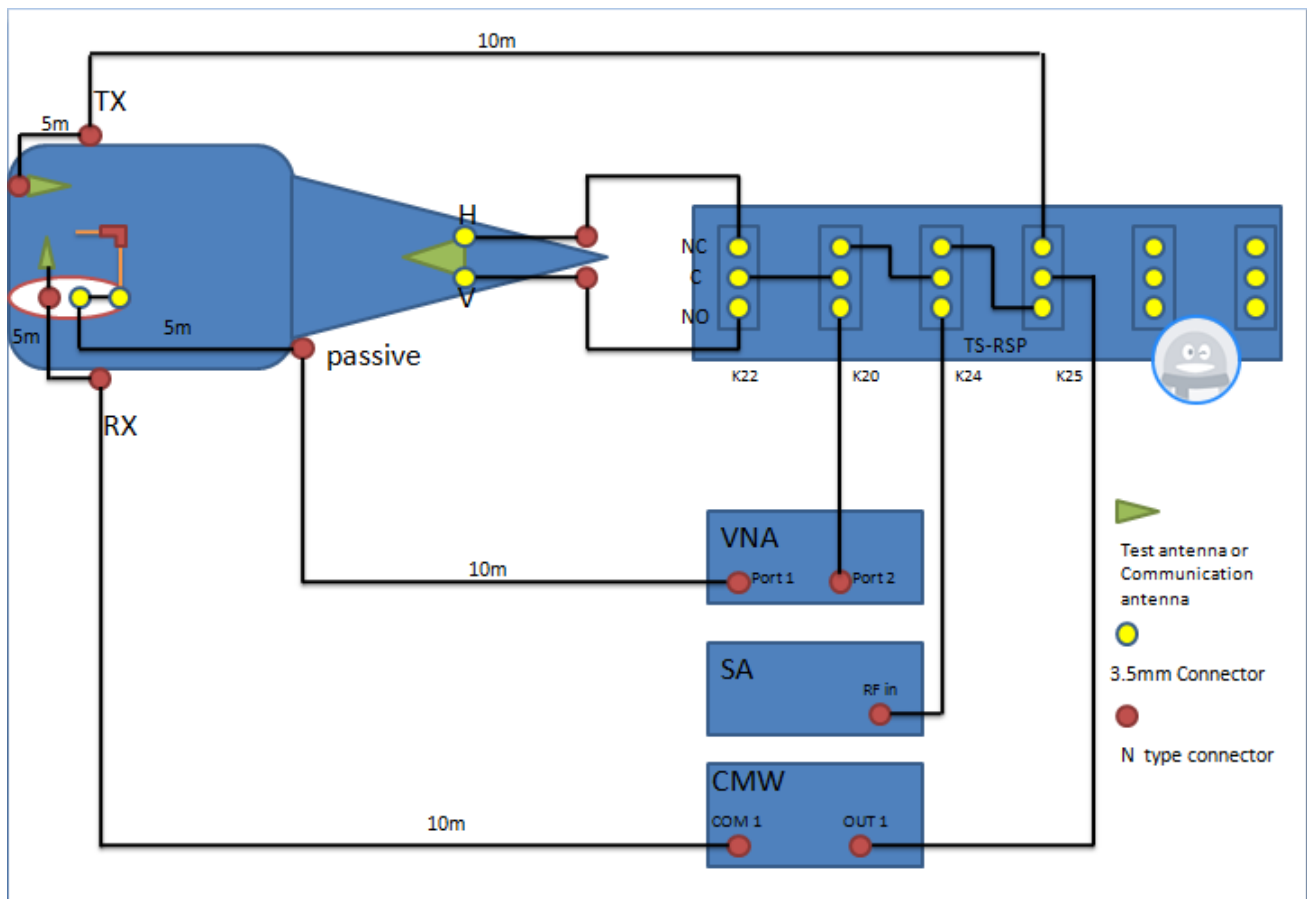 10m
TX
5m
H
NC
C
V
NO
5m
5m
TS-RSP
passive
K22
K20
K24
K25
RX
VNA
Port 1
Port 2
10m
Test antenna or
Communication
antenna
SA
3.5mm Connector
RF in
N type connector
CMW
COM 1
OUT 1
10m